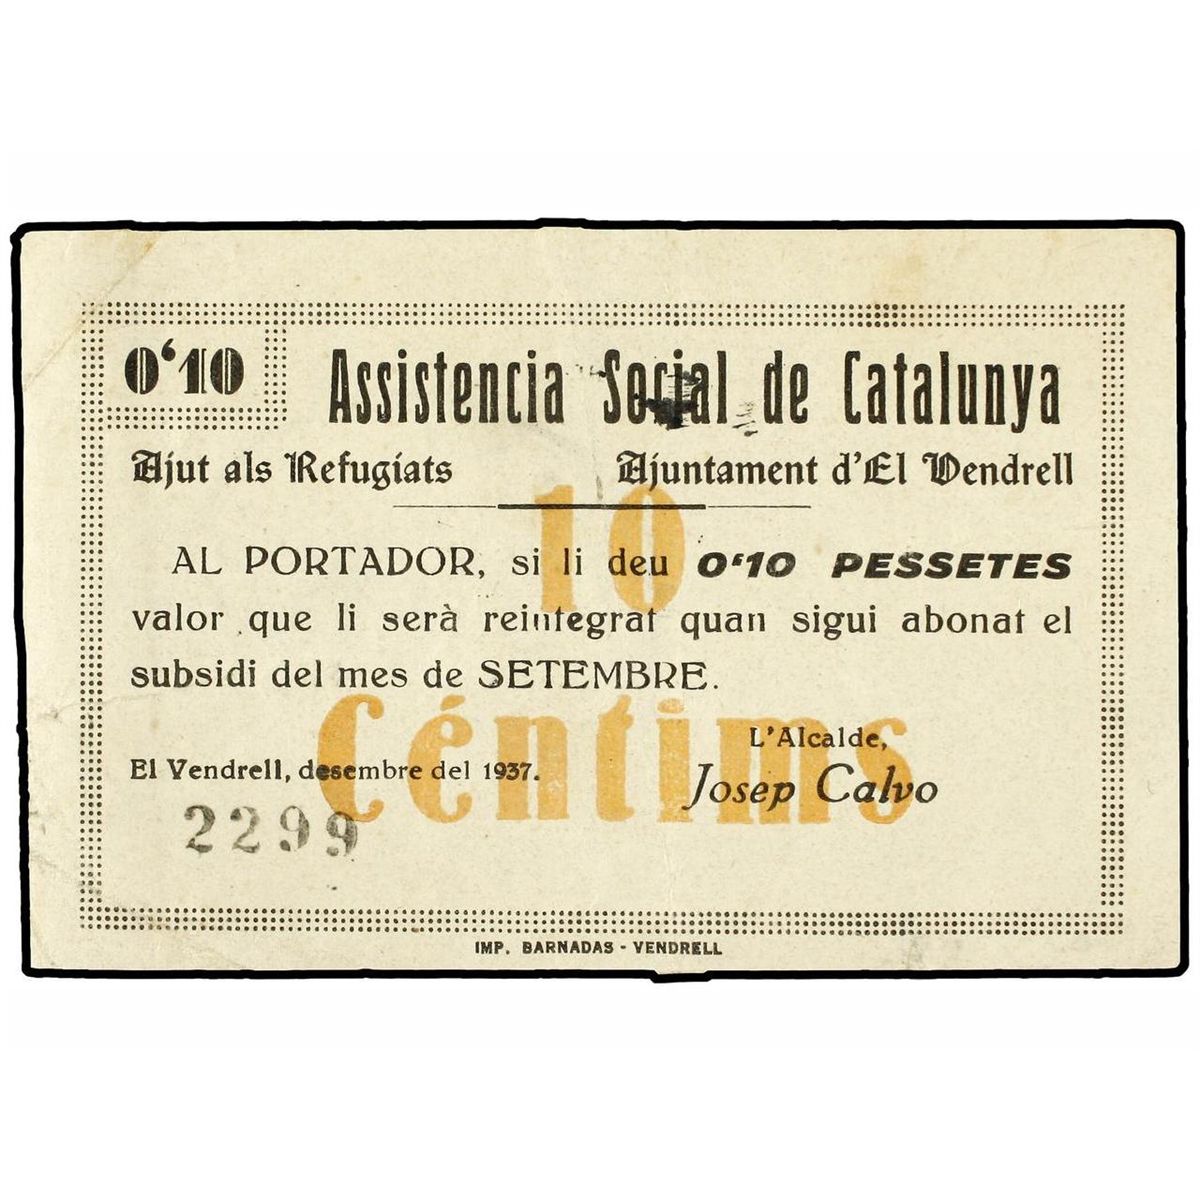 0'10
Assistencia Social de Catalunya
Ajut als Refugiats Ajuntament d'El Vendrell
10
AL PORTADOR, si li deu 0'10 PESSETES
valor que li serà reintegrat quan sigui abonat el
subsidi del mes de SETEMBRE.
Céntims
L'Alcalde,
El Vendrell, desembre del 1937.
Josep Calvo
2299
IMP. BARNADAS - VENDRELL